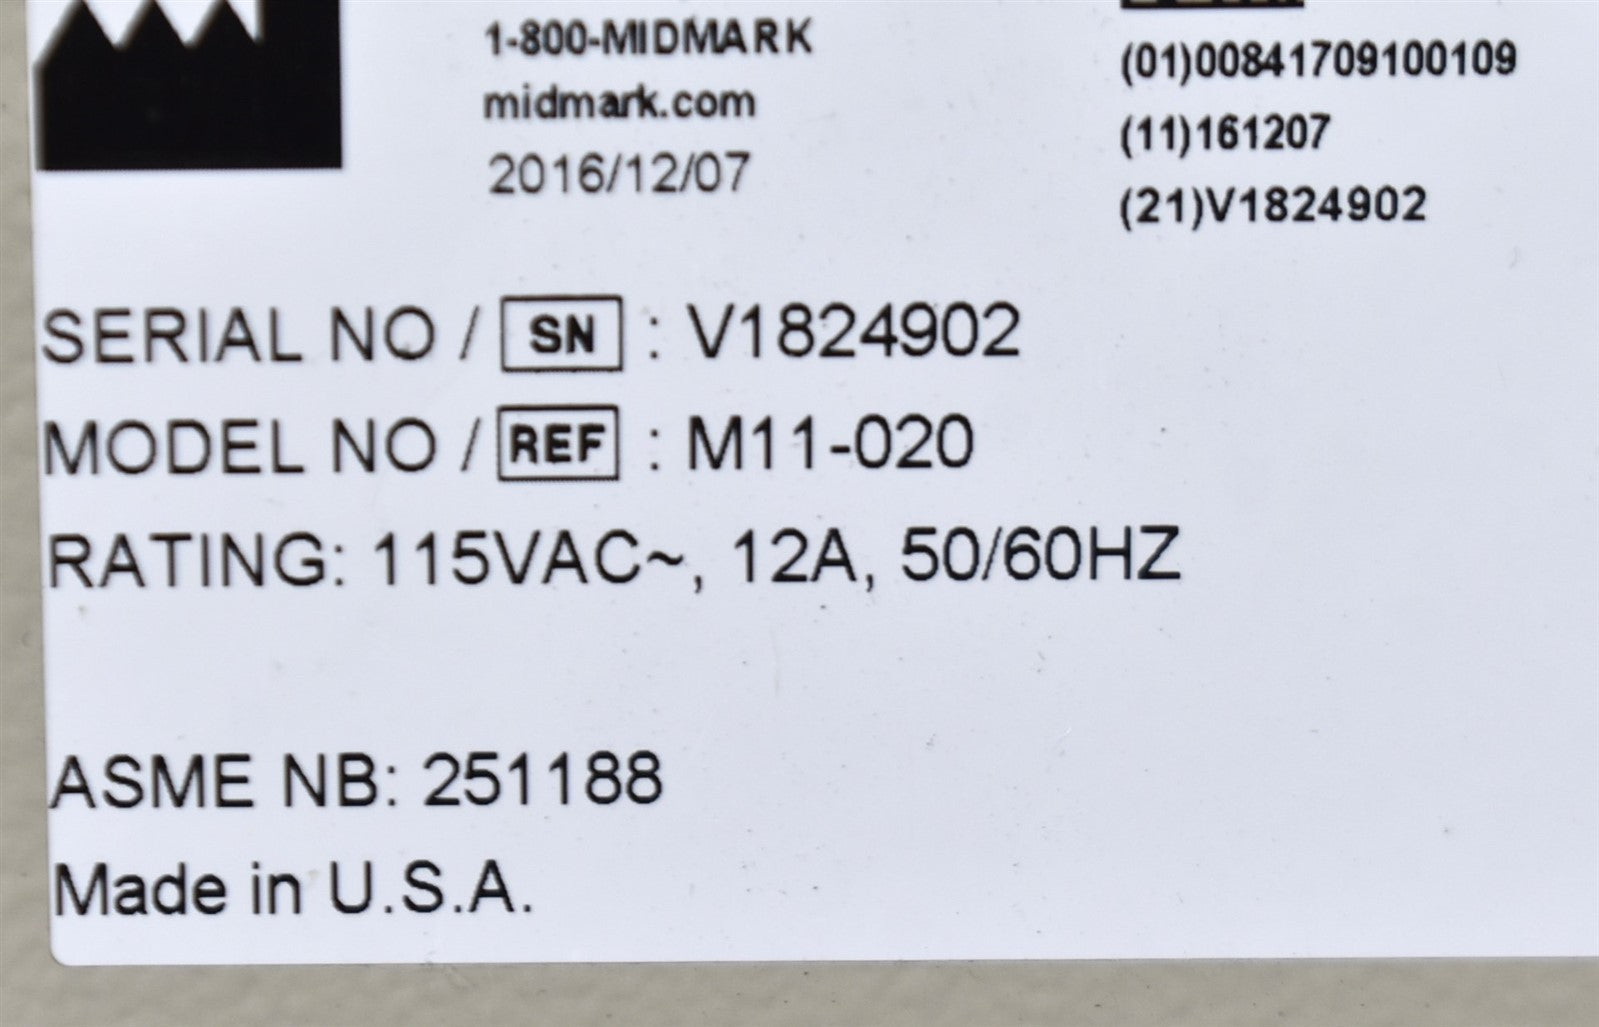 1-800-MIDMARK
midmark.com
2016/12/07
(01)00841709100109
(11)161207
(21)V1824902
SERIAL NO / SN : V1824902
MODEL NO / REF : M11-020
RATING: 115VAC~, 12A, 50/60HZ
ASME NB: 251188
Made in U.S.A.